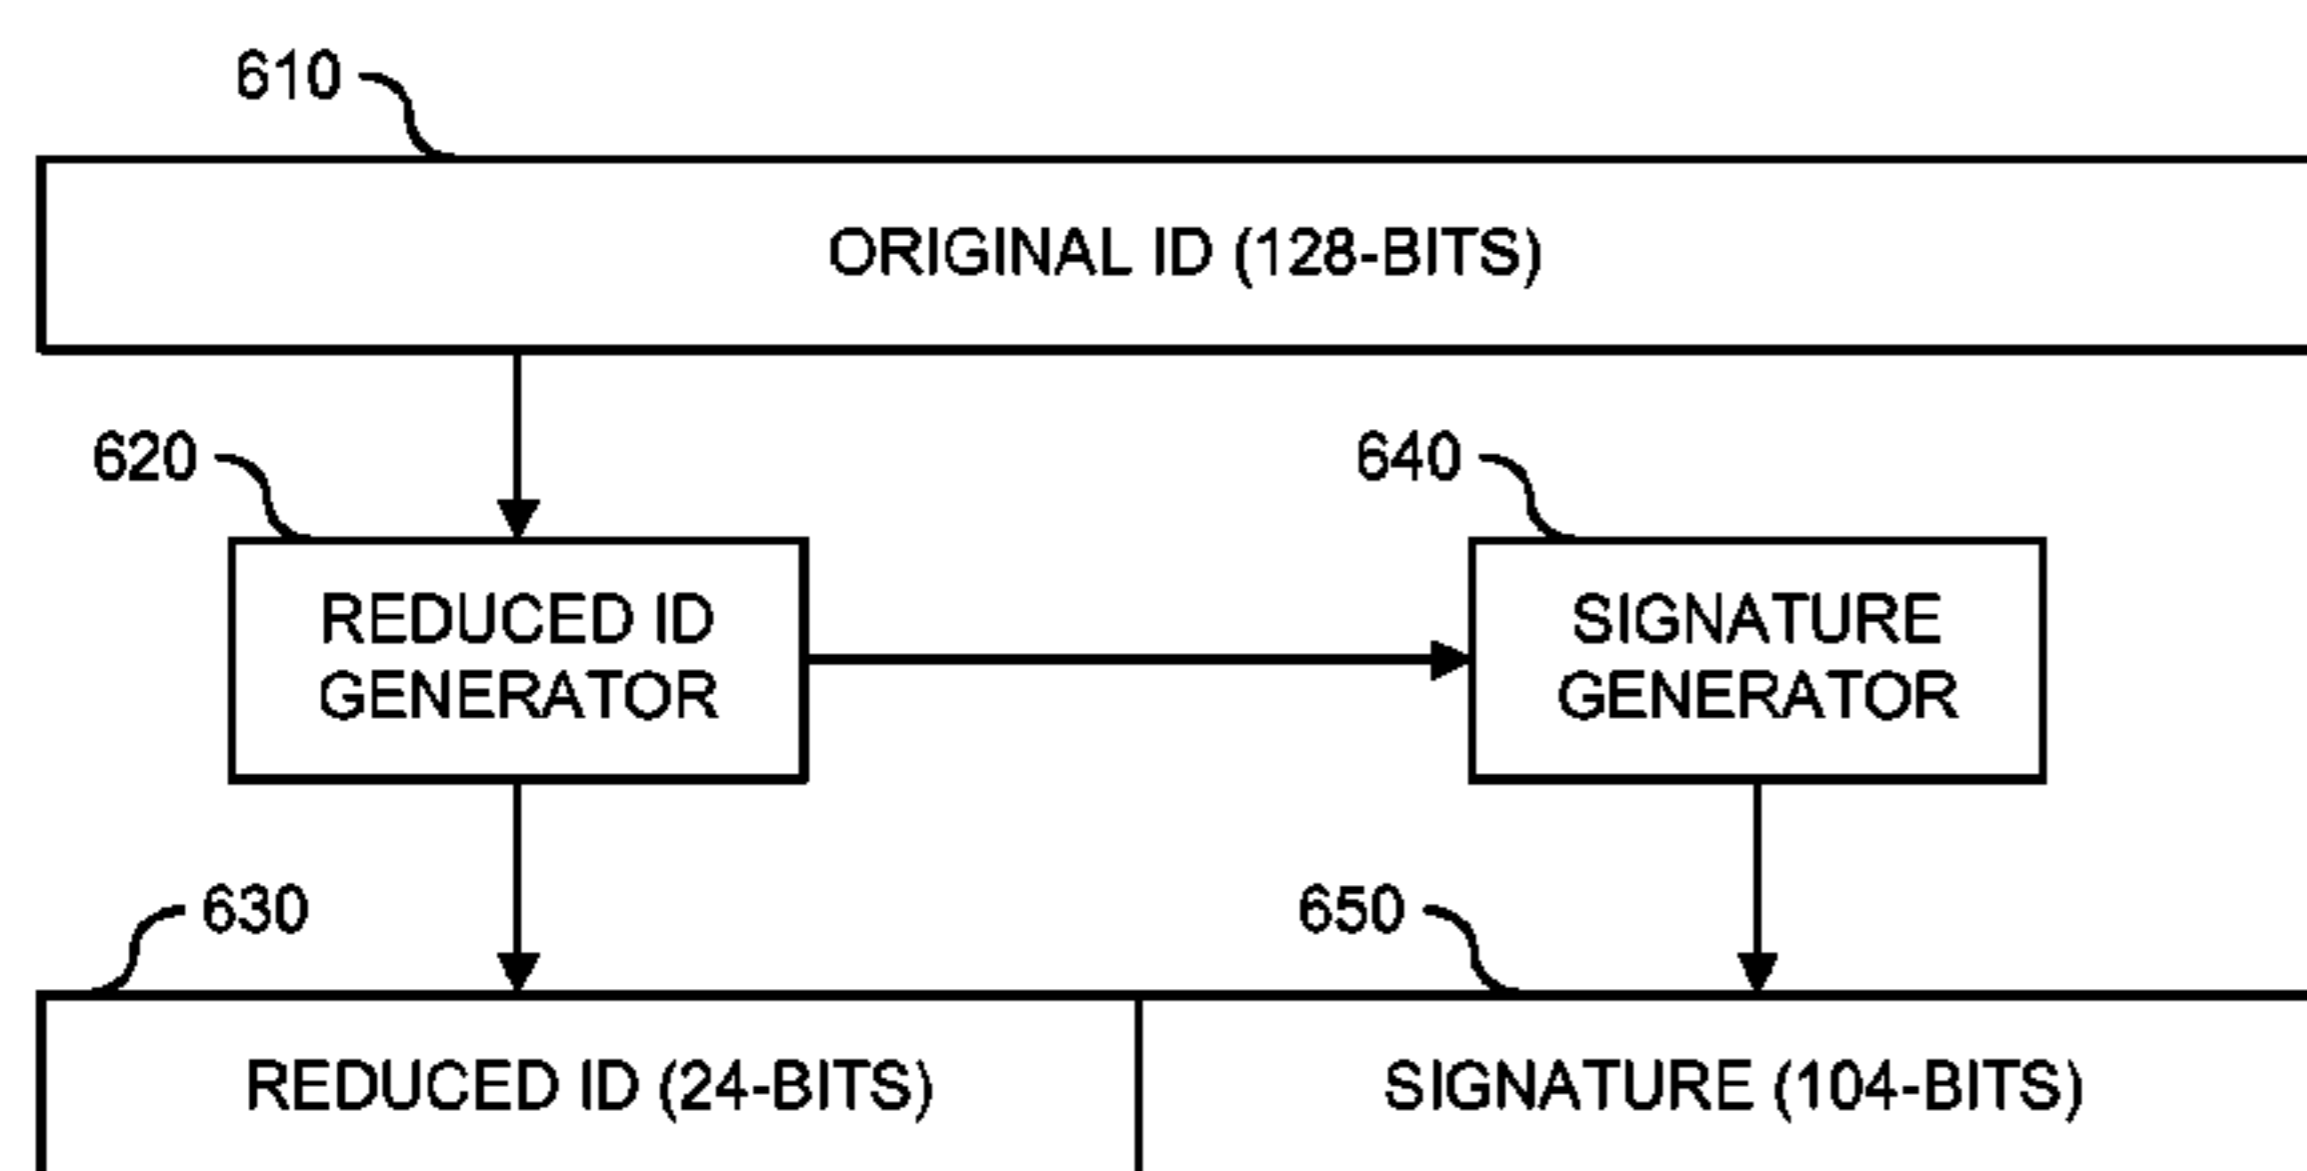 610
ORIGINAL ID (128-BITS)
620
640
REDUCED ID
GENERATOR
SIGNATURE
GENERATOR
630
650
REDUCED ID (24-BITS)
SIGNATURE (104-BITS)